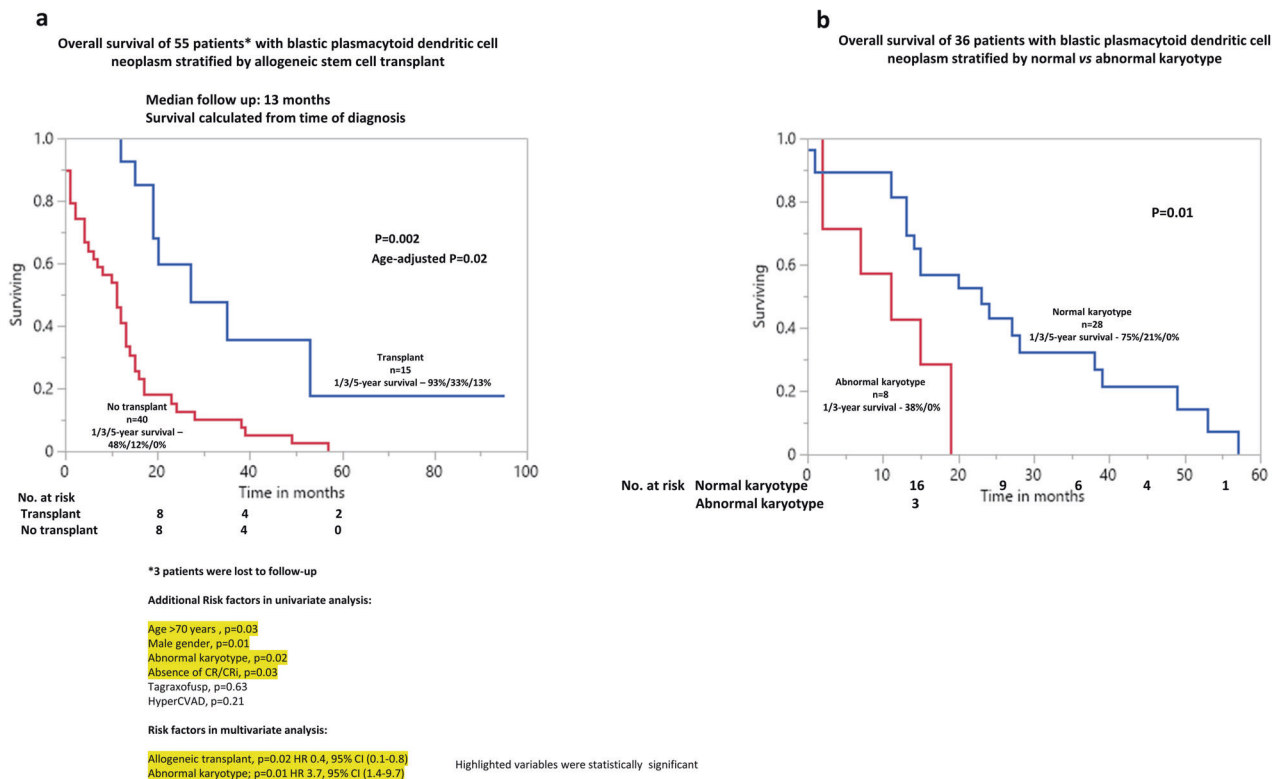 a
Overall survival of 55 patients* with blastic plasmacytoid dendritic cell
neoplasm stratified by allogeneic stem cell transplant
Median follow up: 13 months
Survival calculated from time of diagnosis
1.0
0.8
0.6
0.4
0.2
0
Surviving
P=0.002
Age-adjusted P=0.02
Transplant
n=15
1/3/5-year survival – 93%/33%/13%
No transplant
n=40
1/3/5-year survival –
48%/12%/0%
0 20 40 60 80 100
Time in months
No. at risk
Transplant 8 4 2
No transplant 8 4 0
*3 patients were lost to follow-up
Additional Risk factors in univariate analysis:
Age >70 years , p=0.03
Male gender, p=0.01
Abnormal karyotype, p=0.02
Absence of CR/CRi, p=0.03
Tagraxofusp, p=0.63
HyperCVAD, p=0.21
Risk factors in multivariate analysis:
Allogeneic transplant, p=0.02 HR 0.4, 95% CI (0.1-0.8)
Abnormal karyotype; p=0.01 HR 3.7, 95% CI (1.4-9.7)
Highlighted variables were statistically significant
b
Overall survival of 36 patients with blastic plasmacytoid dendritic cell
neoplasm stratified by normal vs abnormal karyotype
1.0
0.8
0.6
0.4
0.2
0
Surviving
P=0.01
Normal karyotype
n=28
1/3/5-year survival - 75%/21%/0%
Abnormal karyotype
n=8
1/3-year survival - 38%/0%
0 10 20 30 40 50 60
Time in months
No. at risk Normal karyotype 16 9 6 4 1
Abnormal karyotype 3